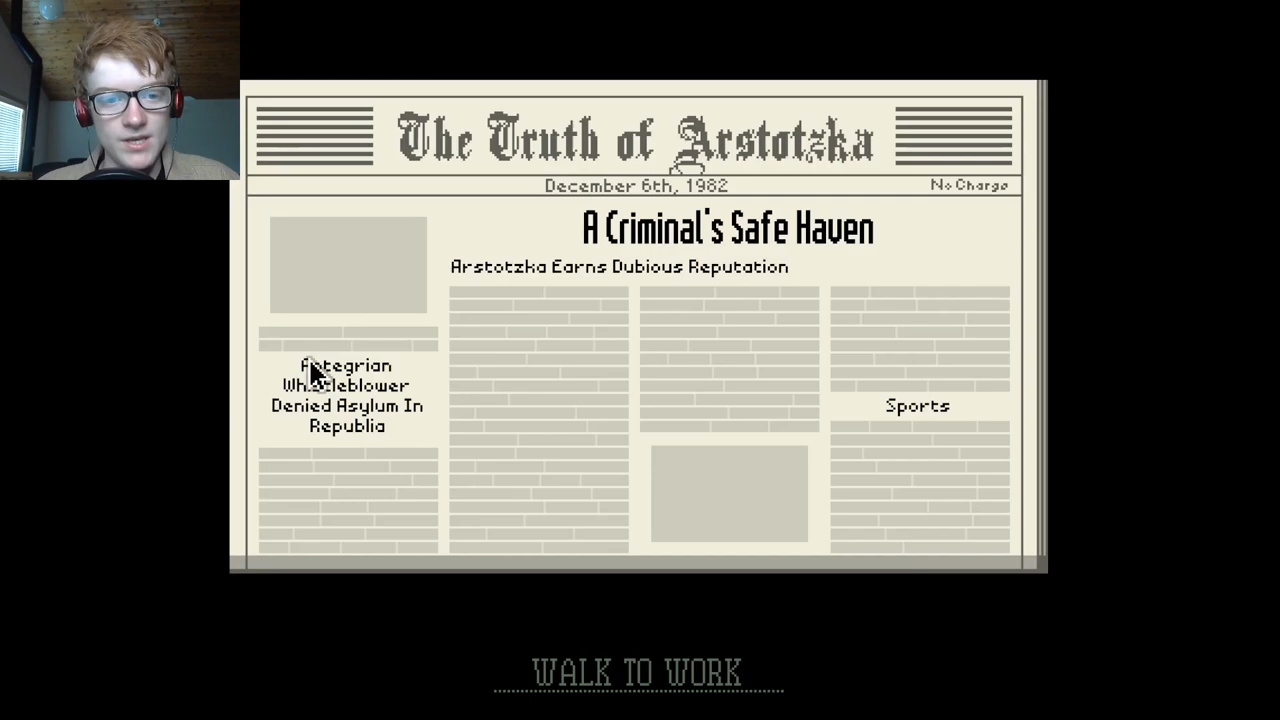 The Truth of Arstotzka
December 6th, 1982
No Charge
A Criminal's Safe Haven
Arstotzka Earns Dubious Reputation
Antegrian
Whistleblower
Denied Asylum In
Republia
Sports
WALK TO WORK